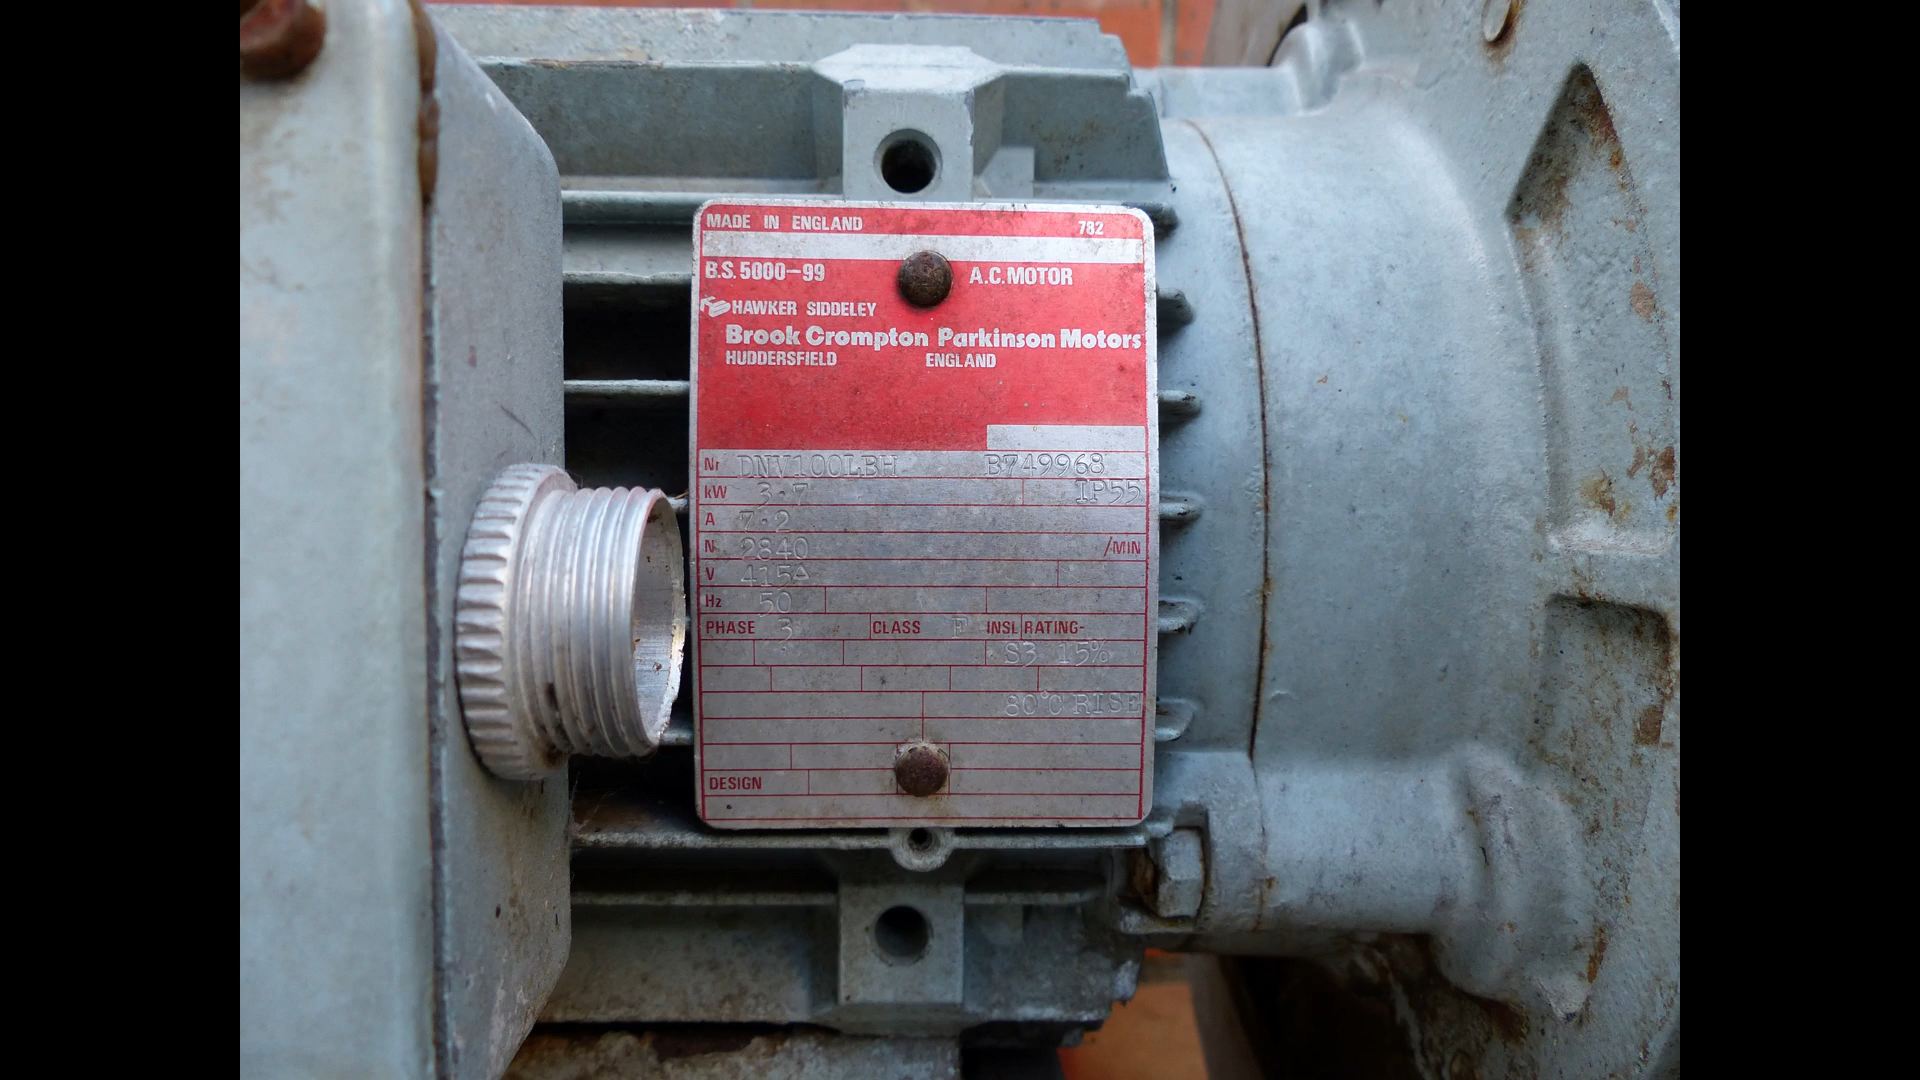 MADE IN ENGLAND 782
B.S. 5000-99 A.C. MOTOR
HAWKER SIDDELEY
Brook Crompton Parkinson Motors
HUDDERSFIELD ENGLAND
Nr DNV100LBH B749968
kW 3·7 IP55
A 7·2
N 2840 /MIN
V 415△
Hz 50
PHASE 3 CLASS F INSL RATING-
S3 15%
80°C RISE
DESIGN